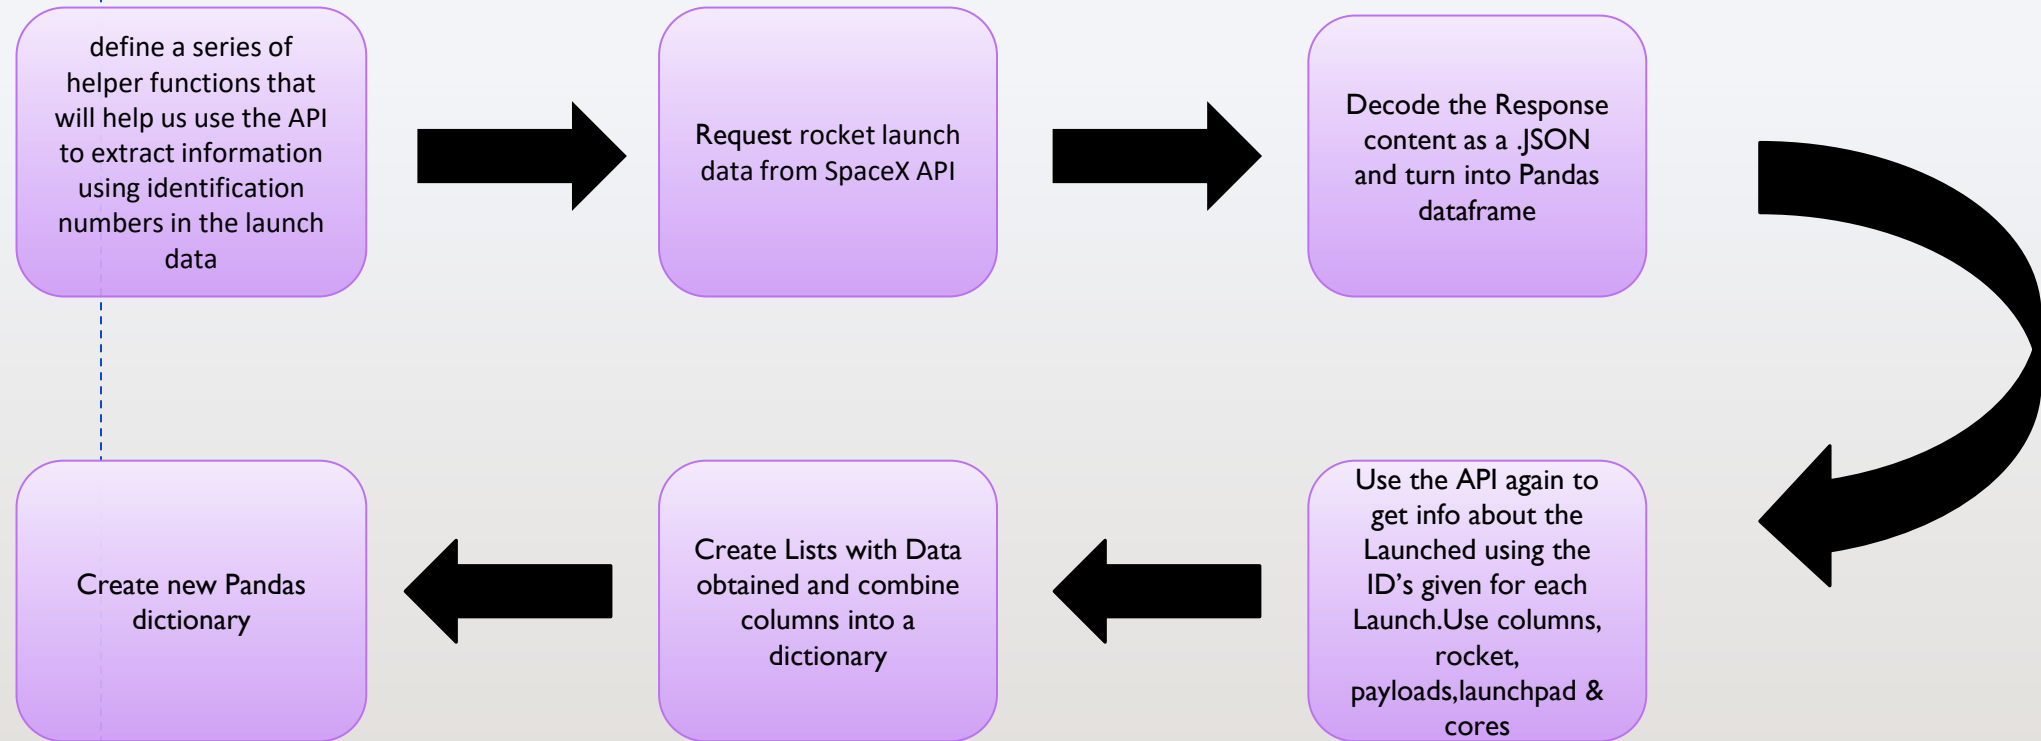 define a series of
helper functions that
will help us use the API
to extract information
using identification
numbers in the launch
data
Request rocket launch
data from SpaceX API
Decode the Response
content as a .JSON
and turn into Pandas
dataframe
Use the API again to
get info about the
Launched using the
ID’s given for each
Launch.Use columns,
rocket,
payloads,launchpad &
cores
Create Lists with Data
obtained and combine
columns into a
dictionary
Create new Pandas
dictionary